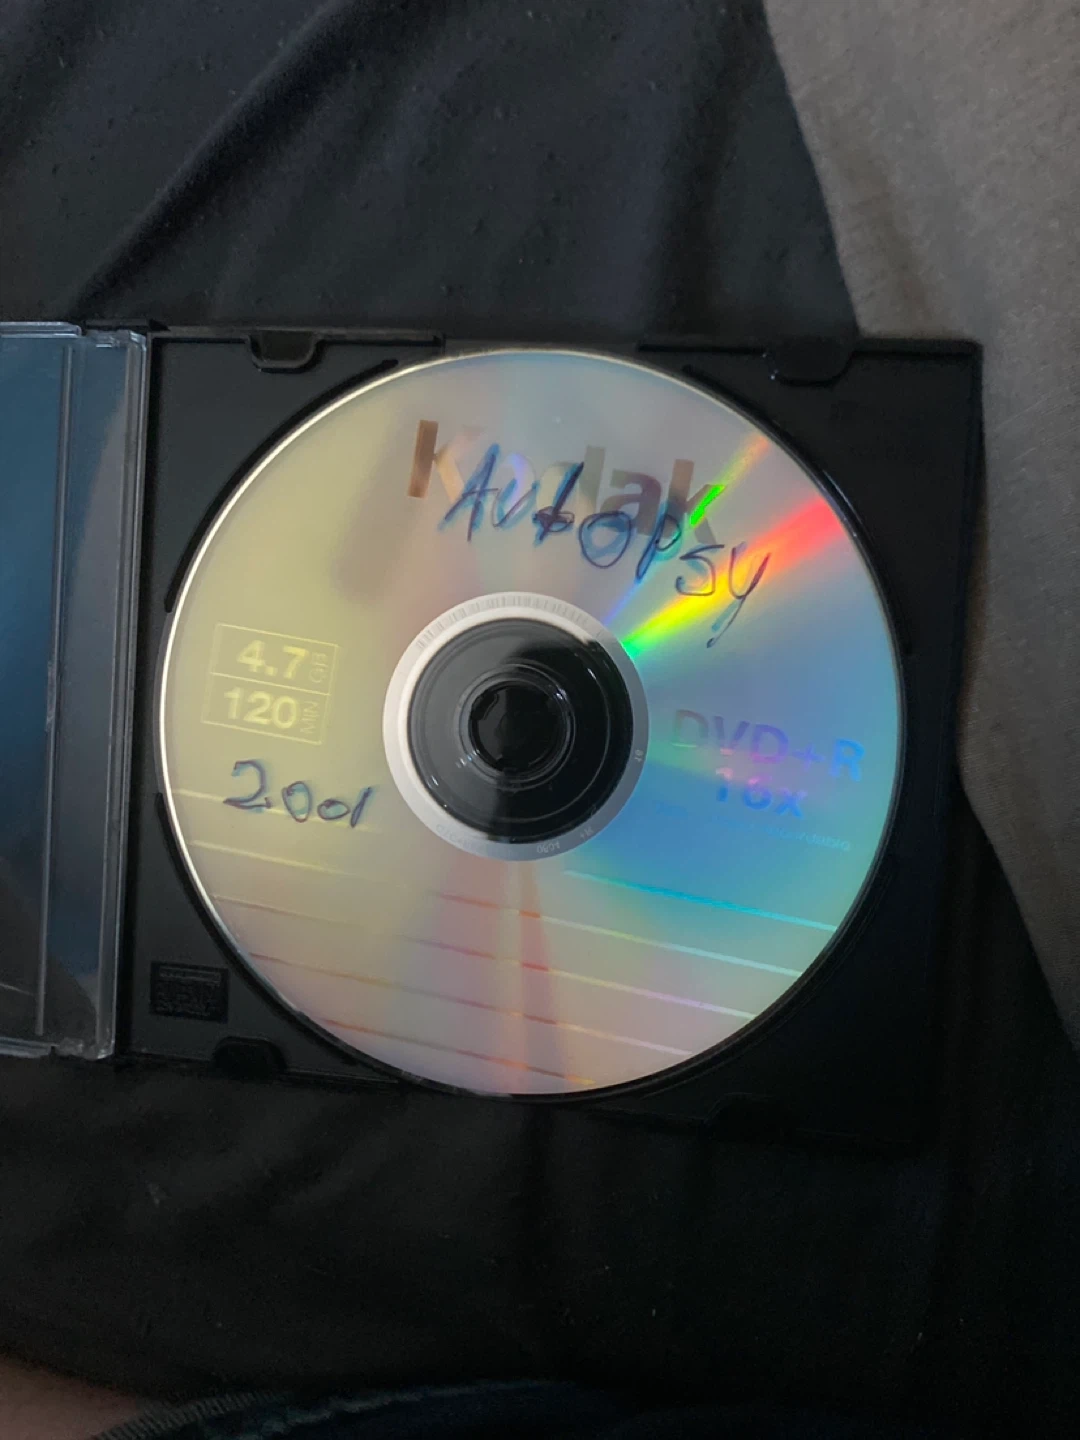 Kodak
Autopsy
4.7 GB
120 MIN
DVD+R
16x
2001